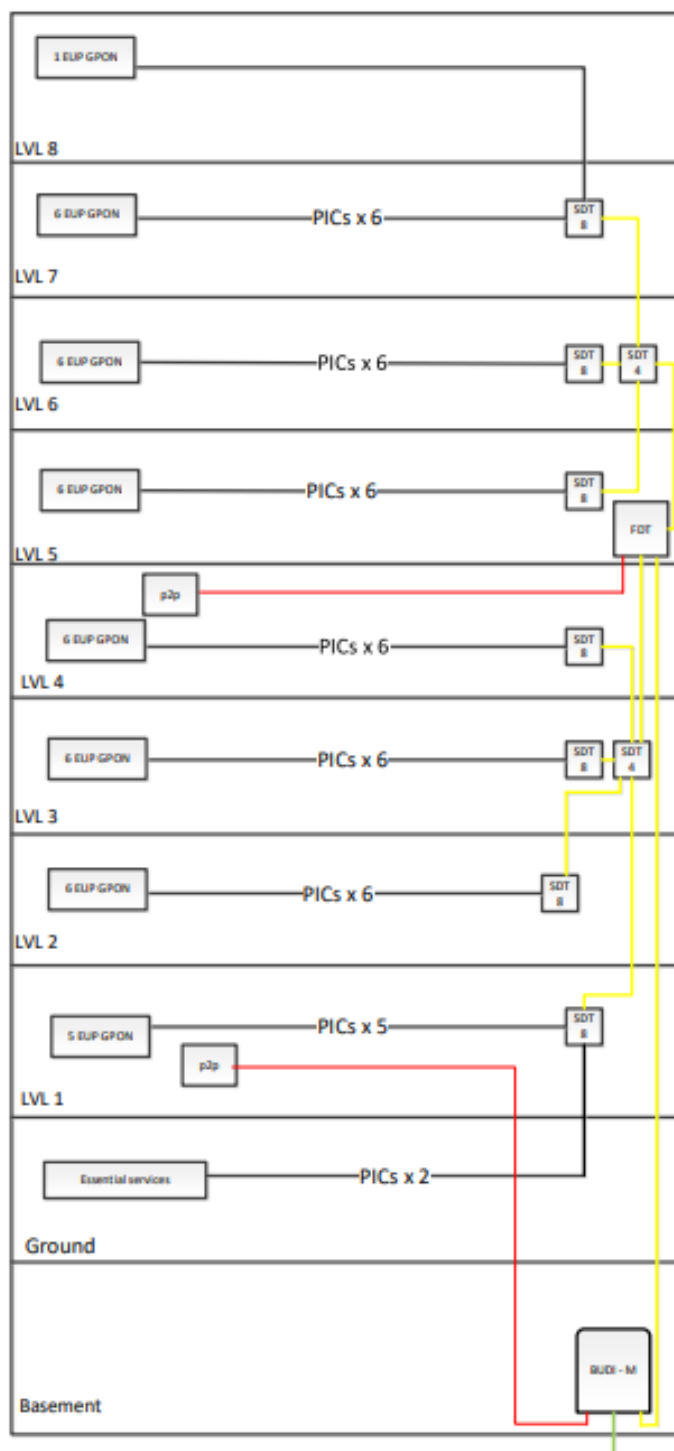 1 EUP GPON
LVL 8
6 EUP GPON
PICs x 6
SDT
8
LVL 7
6 EUP GPON
PICs x 6
SDT
8
SDT
4
LVL 6
6 EUP GPON
PICs x 6
SDT
8
FDT
LVL 5
p2p
6 EUP GPON
PICs x 6
SDT
8
LVL 4
6 EUP GPON
PICs x 6
SDT
8
SDT
4
LVL 3
6 EUP GPON
PICs x 6
SDT
8
LVL 2
5 EUP GPON
PICs x 5
SDT
8
p2p
LVL 1
Essential services
PICs x 2
Ground
BUDI - M
Basement